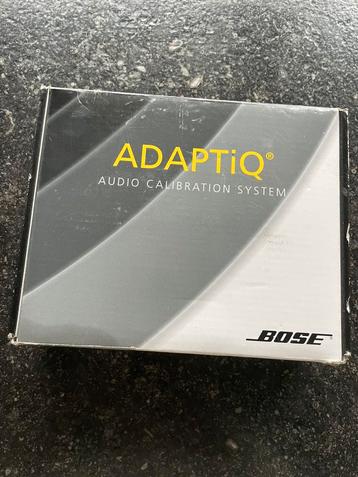 ADAPTiQ®
AUDIO CALIBRATION SYSTEM
BOSE®